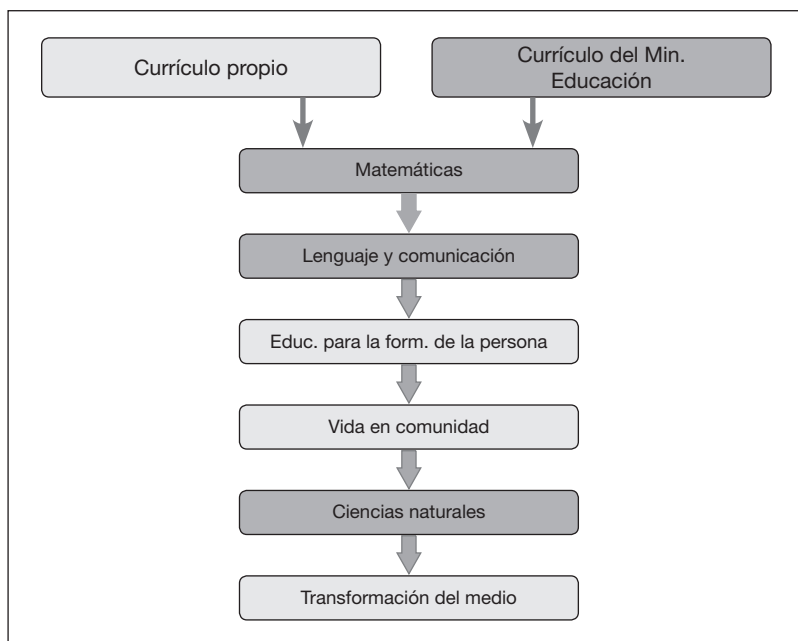 Currículo propio
Currículo del Min.
Educación
Matemáticas
Lenguaje y comunicación
Educ. para la form. de la persona
Vida en comunidad
Ciencias naturales
Transformación del medio